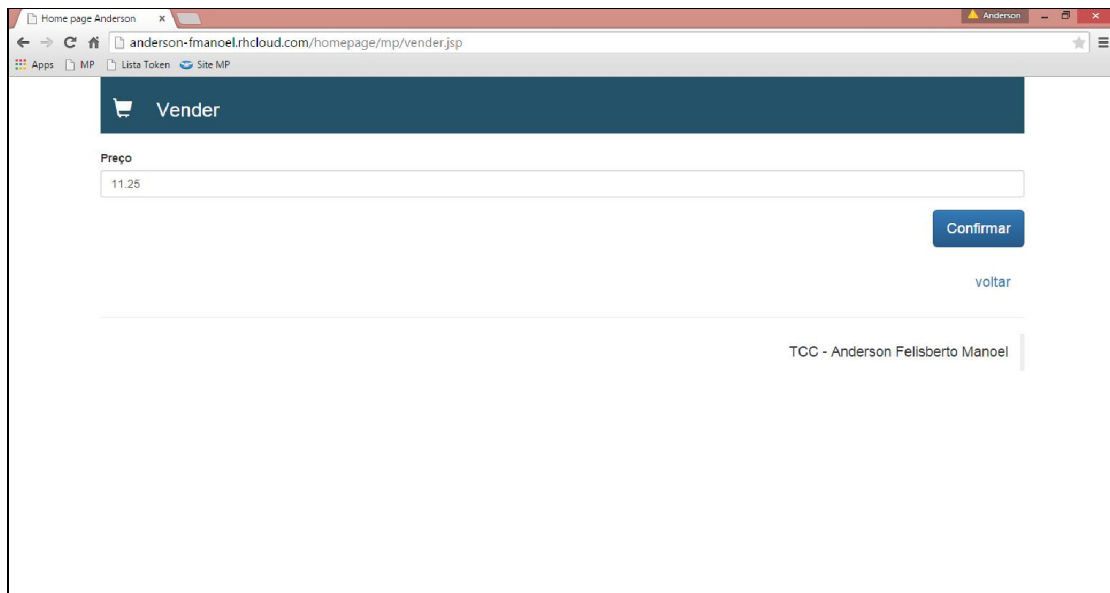 Home page Anderson
Anderson
anderson-fmanoel.rhcloud.com/homepage/mp/vender.jsp
Apps MP Lista Token Site MP
Vender
Preço
11.25
Confirmar
voltar
TCC - Anderson Felisberto Manoel